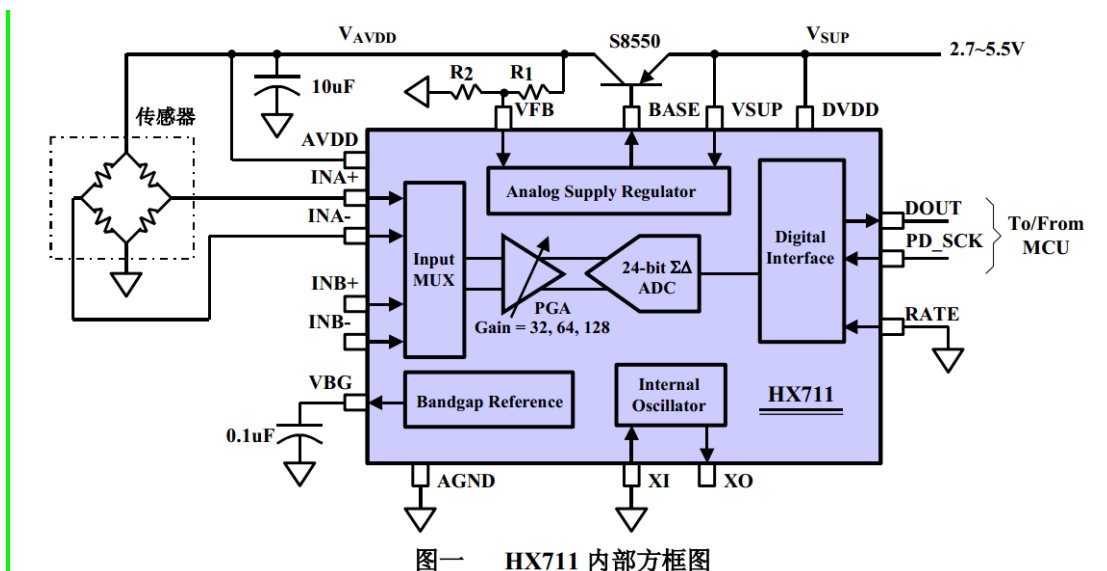 VAVDD
S8550
VSUP
2.7~5.5V
10uF
R2
R1
传感器
VFB
BASE
VSUP
DVDD
AVDD
INA+
INA-
INB+
INB-
VBG
0.1uF
Analog Supply Regulator
Input
MUX
PGA
Gain = 32, 64, 128
24-bit ΣΔ
ADC
Digital
Interface
DOUT
PD_SCK
To/From
MCU
RATE
Bandgap Reference
Internal
Oscillator
HX711
AGND
XI
XO
图一 HX711 内部方框图